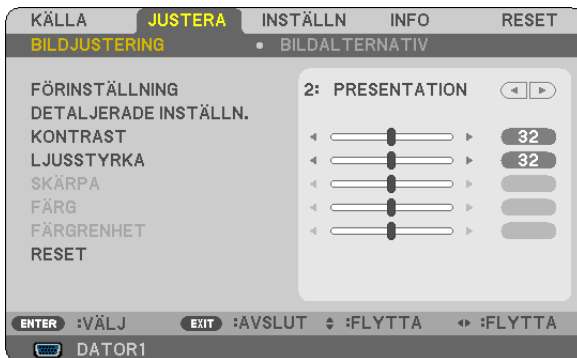 KÄLLA JUSTERA INSTÄLLN INFO RESET
BILDJUSTERING • BILDALTERNATIV
FÖRINSTÄLLNING 2: PRESENTATION
DETALJERADE INSTÄLLN.
KONTRAST 32
LJUSSTYRKA 32
SKÄRPA
FÄRG
FÄRGRENHET
RESET
ENTER :VÄLJ EXIT :AVSLUT :FLYTTA :FLYTTA
DATOR1